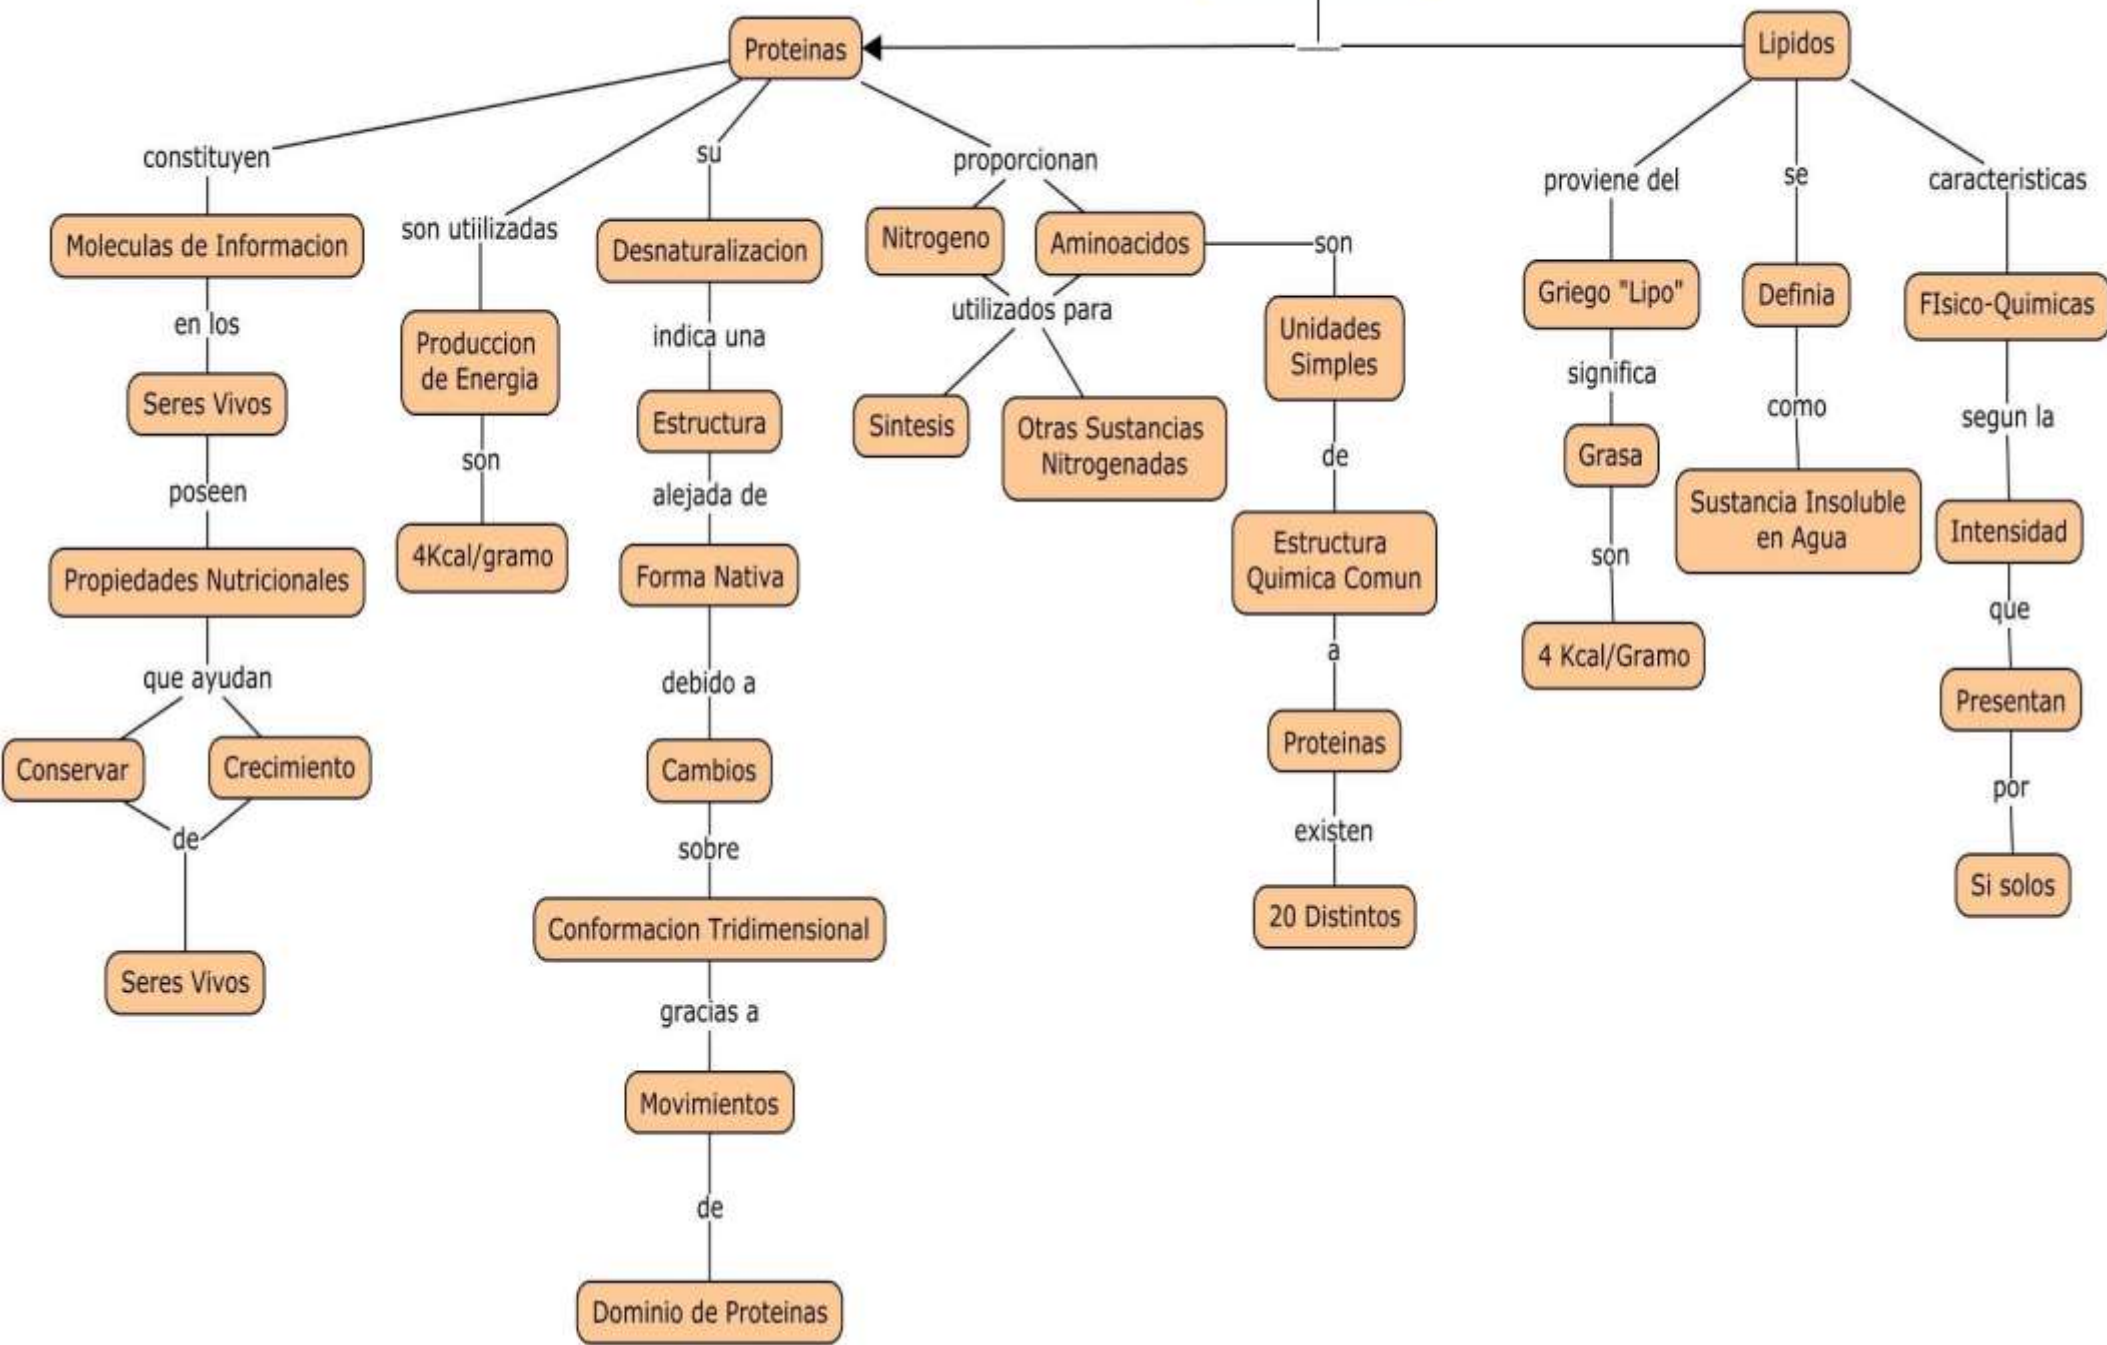 Proteinas
Lipidos
constituyen
Moleculas de Informacion
en los
Seres Vivos
poseen
Propiedades Nutricionales
que ayudan
Conservar
Crecimiento
de
Seres Vivos
son utiilizadas
Produccion
de Energia
son
4Kcal/gramo
su
Desnaturalizacion
indica una
Estructura
alejada de
Forma Nativa
debido a
Cambios
sobre
Conformacion Tridimensional
gracias a
Movimientos
de
Dominio de Proteinas
proporcionan
Nitrogeno
Aminoacidos
utilizados para
Sintesis
Otras Sustancias
Nitrogenadas
son
Unidades
Simples
de
Estructura
Quimica Comun
a
Proteinas
existen
20 Distintos
proviene del
Griego "Lipo"
significa
Grasa
son
4 Kcal/Gramo
se
Definia
como
Sustancia Insoluble
en Agua
caracteristicas
FIsico-Quimicas
segun la
Intensidad
que
Presentan
por
Si solos